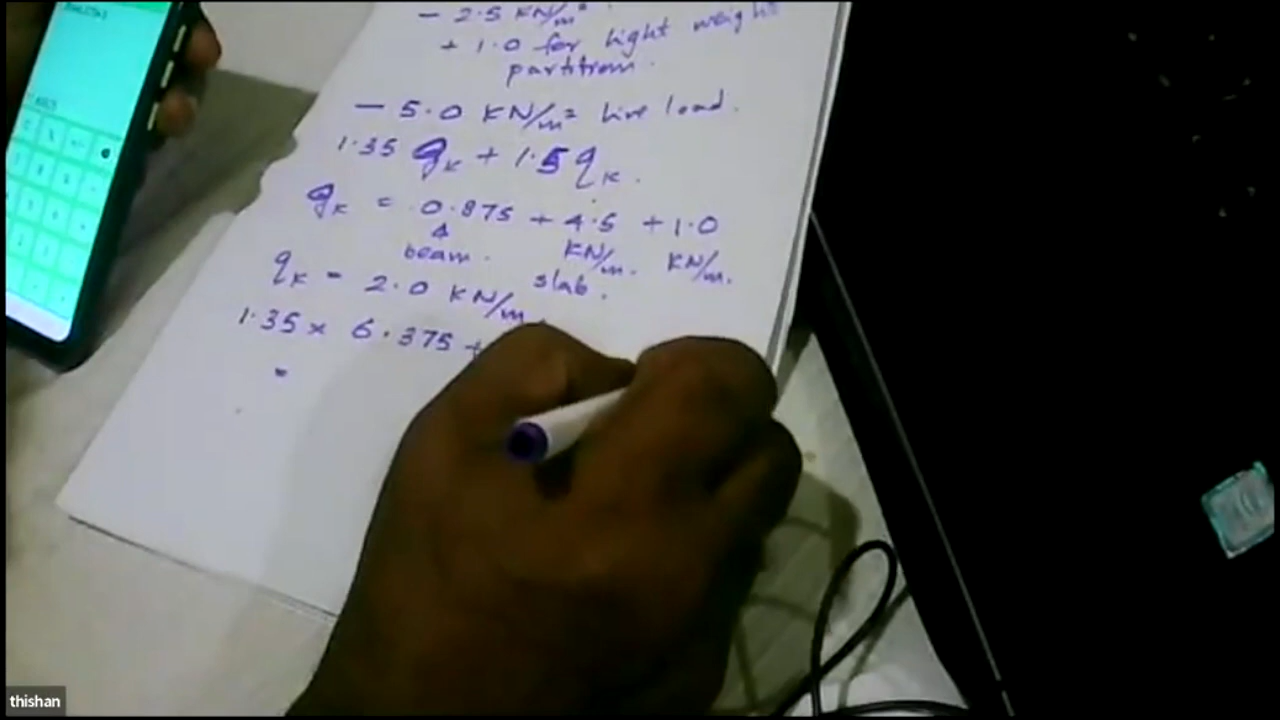 - 2.5 KN/m²
+ 1.0 for light weight
partition.
- 5.0 KN/m² live load.
1.35 gk + 1.5 qk.
gk = 0.875 + 4.5 + 1.0
beam. KN/m. KN/m.
slab.
qk = 2.0 KN/m
1.35 x 6.375 +
=
thishan